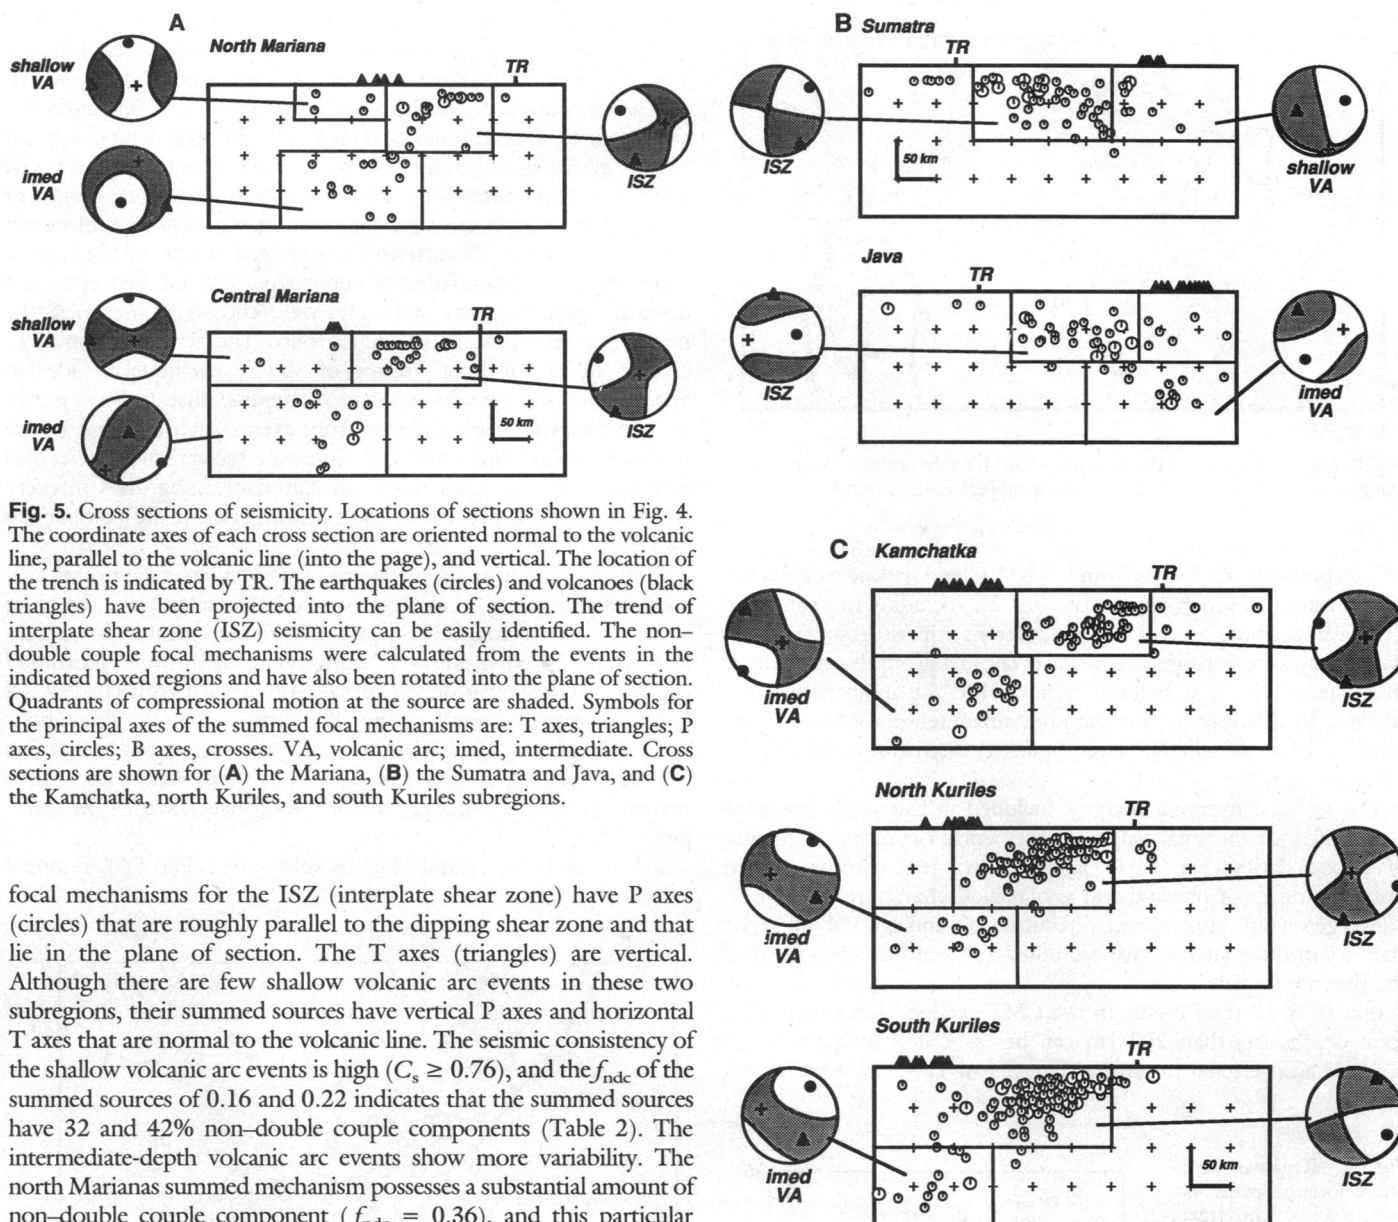 A
North Mariana
shallow
VA
TR
ISZ
imed
VA
Central Mariana
shallow
VA
TR
imed
VA
50 km
ISZ
Fig. 5. Cross sections of seismicity. Locations of sections shown in Fig. 4.
The coordinate axes of each cross section are oriented normal to the volcanic
line, parallel to the volcanic line (into the page), and vertical. The location of
the trench is indicated by TR. The earthquakes (circles) and volcanoes (black
triangles) have been projected into the plane of section. The trend of
interplate shear zone (ISZ) seismicity can be easily identified. The non–
double couple focal mechanisms were calculated from the events in the
indicated boxed regions and have also been rotated into the plane of section.
Quadrants of compressional motion at the source are shaded. Symbols for
the principal axes of the summed focal mechanisms are: T axes, triangles; P
axes, circles; B axes, crosses. VA, volcanic arc; imed, intermediate. Cross
sections are shown for (A) the Mariana, (B) the Sumatra and Java, and (C)
the Kamchatka, north Kuriles, and south Kuriles subregions.
focal mechanisms for the ISZ (interplate shear zone) have P axes
(circles) that are roughly parallel to the dipping shear zone and that
lie in the plane of section. The T axes (triangles) are vertical.
Although there are few shallow volcanic arc events in these two
subregions, their summed sources have vertical P axes and horizontal
T axes that are normal to the volcanic line. The seismic consistency of
the shallow volcanic arc events is high (Cs ≥ 0.76), and the fndc of the
summed sources of 0.16 and 0.22 indicates that the summed sources
have 32 and 42% non–double couple components (Table 2). The
intermediate-depth volcanic arc events show more variability. The
north Marianas summed mechanism possesses a substantial amount of
non–double couple component (fndc = 0.36), and this particular
B
Sumatra
TR
50 km
ISZ
shallow
VA
Java
TR
ISZ
imed
VA
C
Kamchatka
TR
imed
VA
ISZ
North Kuriles
TR
imed
VA
ISZ
South Kuriles
TR
imed
VA
50 km
ISZ